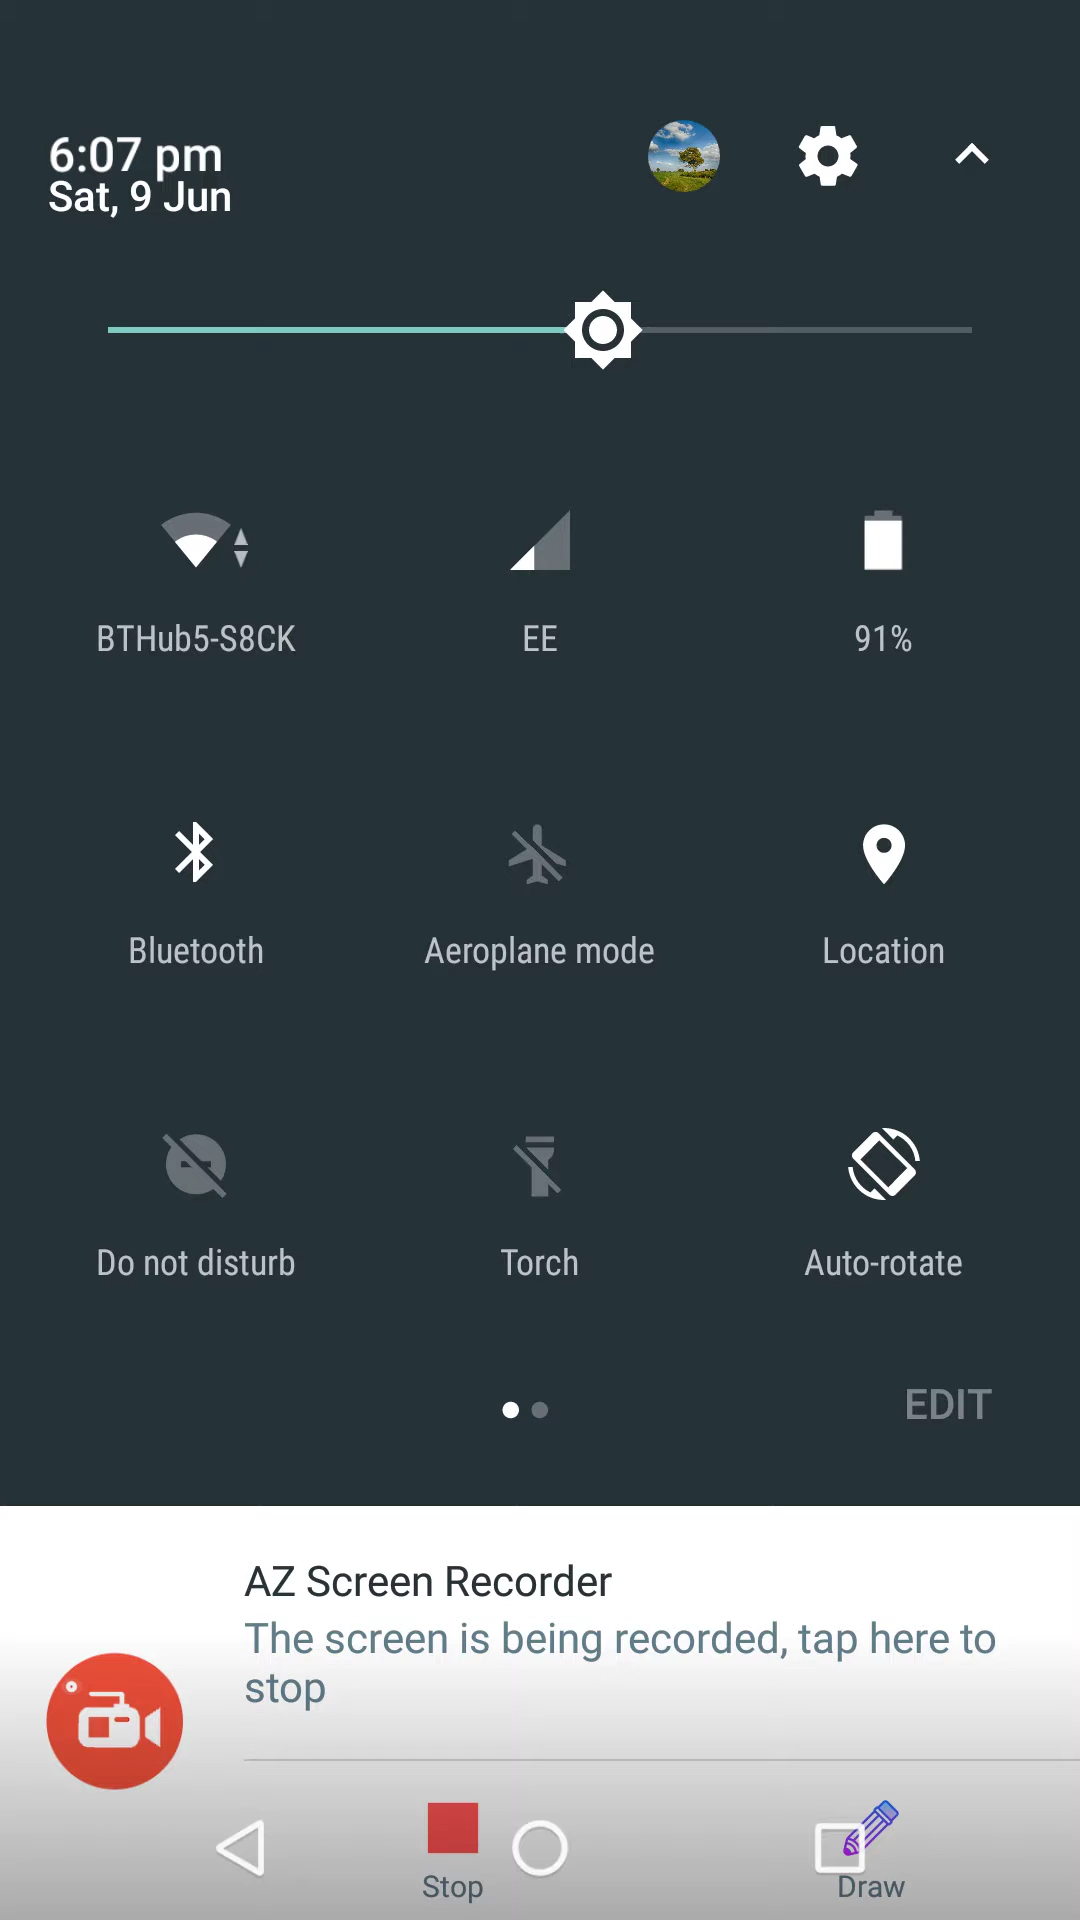 6:07 pm
Sat, 9 Jun
BTHub5-S8CK
EE
91%
Bluetooth
Aeroplane mode
Location
Do not disturb
Torch
Auto-rotate
EDIT
AZ Screen Recorder
The screen is being recorded, tap here to
stop
Stop
Draw